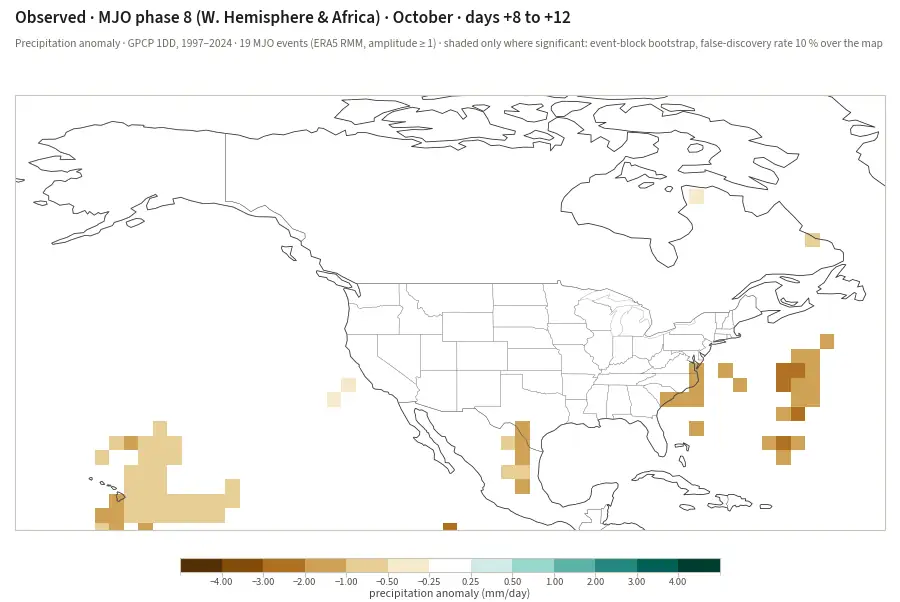 Observed · MJO phase 8 (W. Hemisphere & Africa) · October · days +8 to +12
Precipitation anomaly · GPCP 1DD, 1997–2024 · 19 MJO events (ERA5 RMM, amplitude ≥ 1) · shaded only where significant: event-block bootstrap, false-discovery rate 10 % over the map
−4.00 −3.00 −2.00 −1.00 −0.50 −0.25 0.25 0.50 1.00 2.00 3.00 4.00
precipitation anomaly (mm/day)